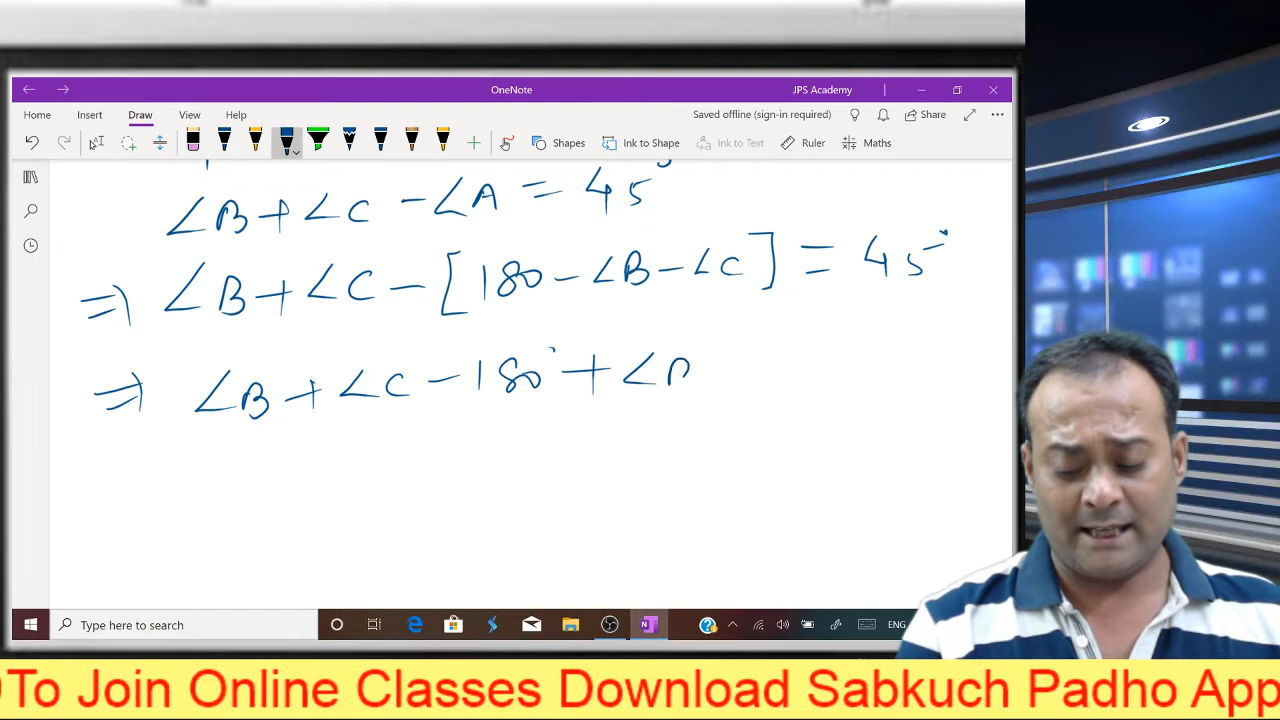 OneNote
JPS Academy
Home Insert Draw View Help
Saved offline (sign-in required)
Share
Shapes
Ink to Shape
Ink to Text
Ruler
Maths
∠B+∠C-∠A=45°
⇒ ∠B+∠C-[180-∠B-∠C]=45°
⇒ ∠B+∠C-180°+∠
Type here to search
ENG
To Join Online Classes Download Sabkuch Padho App